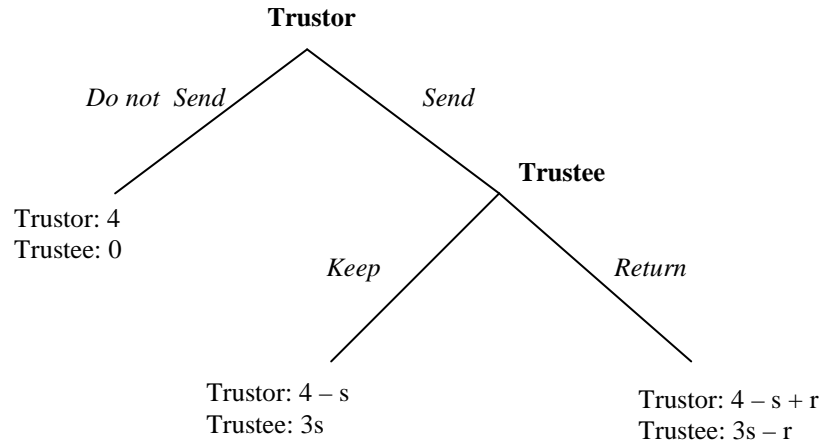 Trustor
Do not Send
Send
Trustee
Trustor: 4
Trustee: 0
Keep
Return
Trustor: 4 – s
Trustee: 3s
Trustor: 4 – s + r
Trustee: 3s – r